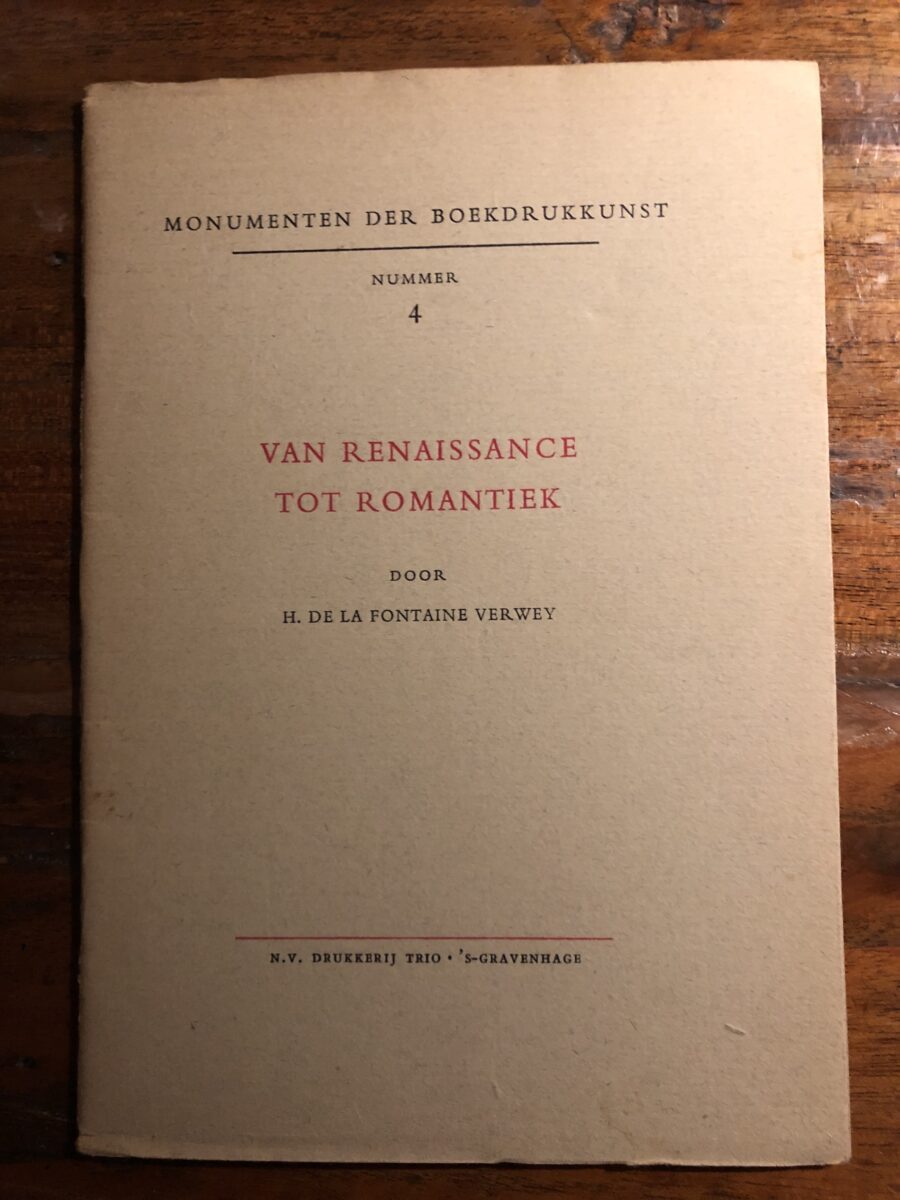 MONUMENTEN DER BOEKDRUKKUNST
NUMMER
4
VAN RENAISSANCE
TOT ROMANTIEK
DOOR
H. DE LA FONTAINE VERWEY
N.V. DRUKKERIJ TRIO • 'S-GRAVENHAGE